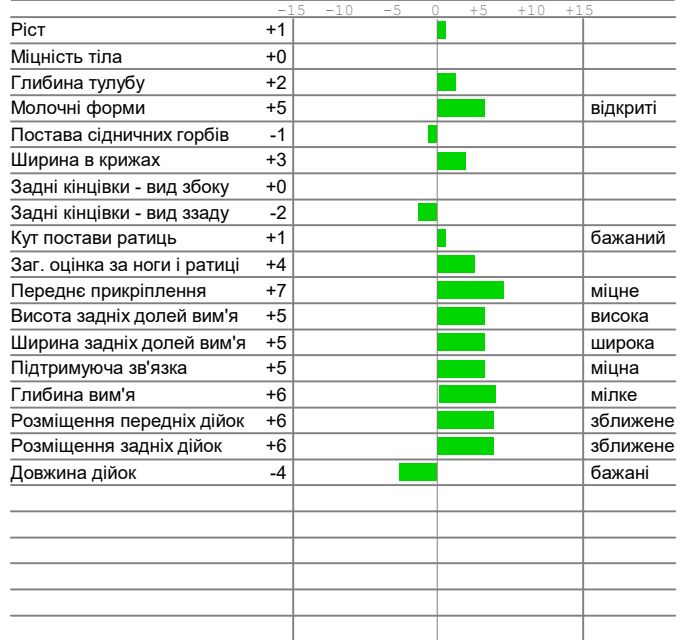 -15 -10 -5 0 +5 +10 +15
Ріст +1
Міцність тіла +0
Глибина тулубу +2
Молочні форми +5 відкриті
Постава сідничних горбів -1
Ширина в крижах +3
Задні кінцівки - вид збоку +0
Задні кінцівки - вид ззаду -2
Кут постави ратиць +1 бажаний
Заг. оцінка за ноги і ратиці +4
Переднє прикріплення +7 міцне
Висота задніх долей вим'я +5 висока
Ширина задніх долей вим'я +5 широка
Підтримуюча зв'язка +5 міцна
Глибина вим'я +6 мілке
Розміщення передніх дійок +6 зближене
Розміщення задніх дійок +6 зближене
Довжина дійок -4 бажані